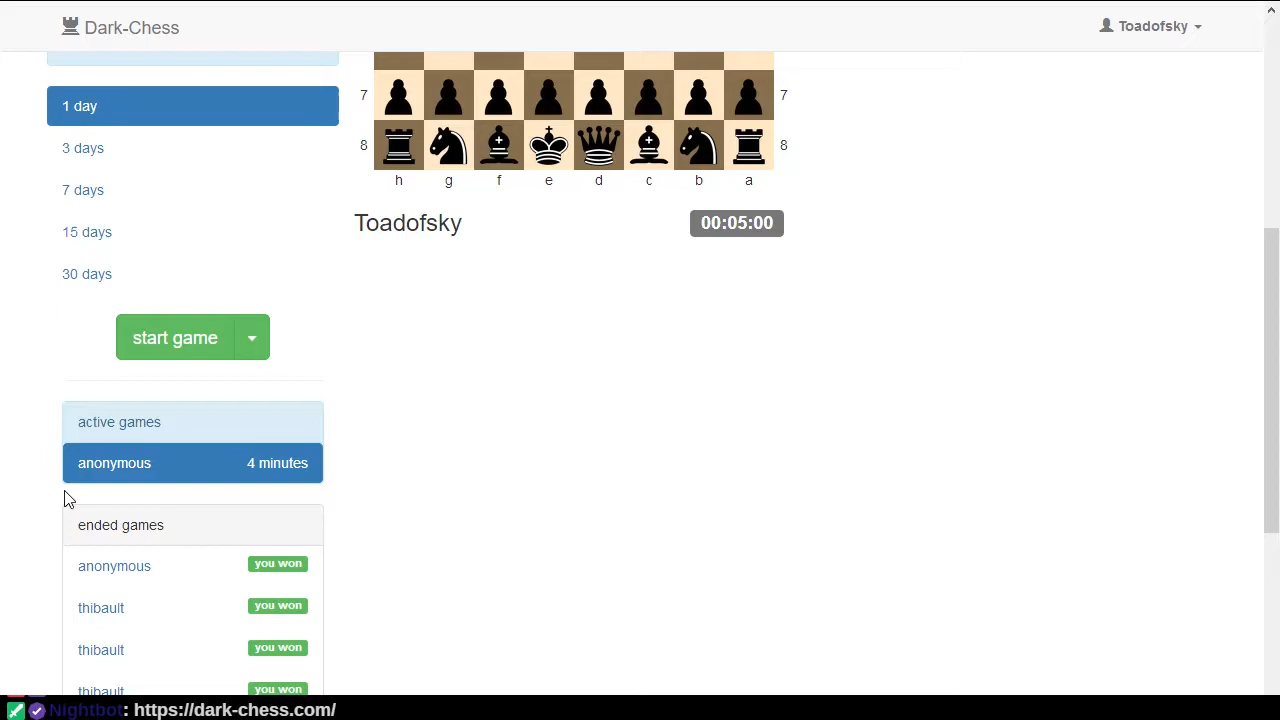 Dark-Chess
Toadofsky
1 day
3 days
7 days
15 days
30 days
start game
active games
anonymous 4 minutes
ended games
anonymous you won
thibault you won
thibault you won
thibault you won
7 7
8 8
h g f e d c b a
Toadofsky 00:05:00
Nightbot: https://dark-chess.com/